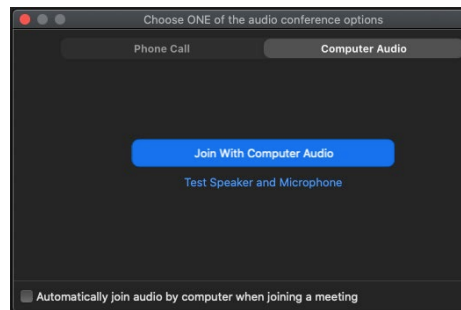 Choose ONE of the audio conference options
Phone Call Computer Audio
Join With Computer Audio
Test Speaker and Microphone
Automatically join audio by computer when joining a meeting